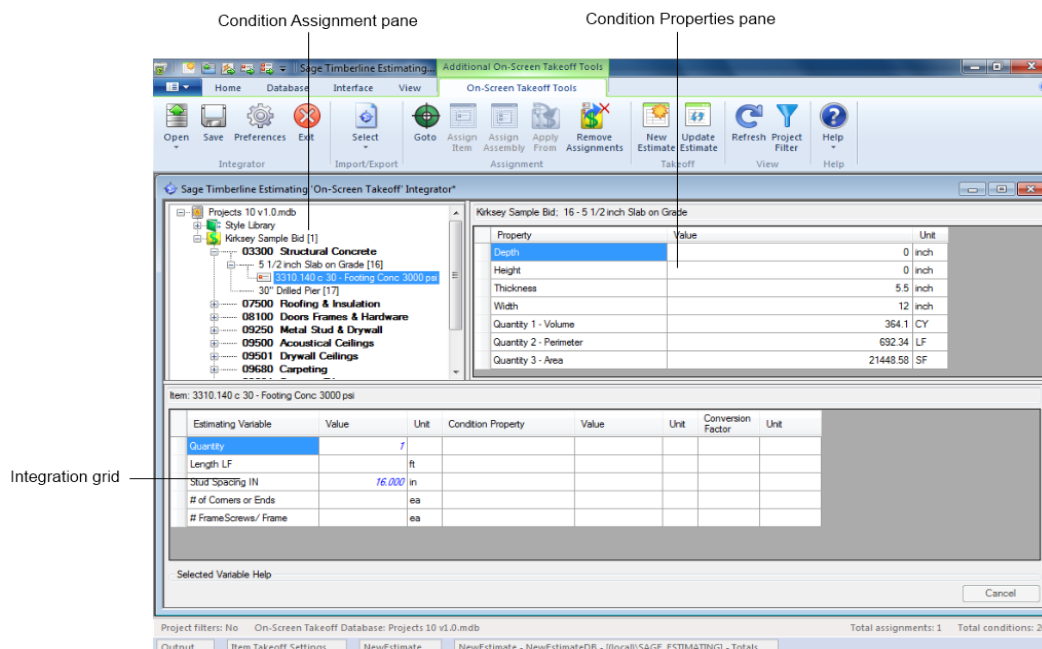 Condition Assignment pane
Condition Properties pane
Sage Timberline Estimating... Additional On-Screen Takeoff Tools
Home Database Interface View On-Screen Takeoff Tools
Open Save Preferences Exit Select Goto Assign Item Assign Assembly Apply From Remove Assignments New Estimate Update Estimate Refresh Project Filter Help
Integrator Import/Export Assignment Takeoff View Help
Sage Timberline Estimating 'On-Screen Takeoff' Integrator*
Projects 10 v1.0.mdb
Style Library
Kirksey Sample Bid [1]
03300 Structural Concrete
5 1/2 inch Slab on Grade [16]
3310.140 c 30 - Footing Conc 3000 psi
30" Drilled Pier [17]
07500 Roofing & Insulation
08100 Doors Frames & Hardware
09250 Metal Stud & Drywall
09500 Acoustical Ceilings
09501 Drywall Ceilings
09680 Carpeting
Kirksey Sample Bid; 16 - 5 1/2 inch Slab on Grade
Property Value Unit
Depth 0 inch
Height 0 inch
Thickness 5.5 inch
Width 12 inch
Quantity 1 - Volume 364.1 CY
Quantity 2 - Perimeter 692.34 LF
Quantity 3 - Area 21448.58 SF
Item: 3310.140 c 30 - Footing Conc 3000 psi
Estimating Variable Value Unit Condition Property Value Unit Conversion Factor Unit
Quantity 1
Length LF ft
Integration grid
Stud Spacing IN 16.000 in
# of Corners or Ends ea
# FrameScrews/ Frame ea
Selected Variable Help
Cancel
Project filters: No On-Screen Takeoff Database: Projects 10 v1.0.mdb Total assignments: 1 Total conditions: 2
Output Item Takeoff Settings NewEstimate NewEstimate - NewEstimateDB - [(local)\SAGE_ESTIMATING] - Totals